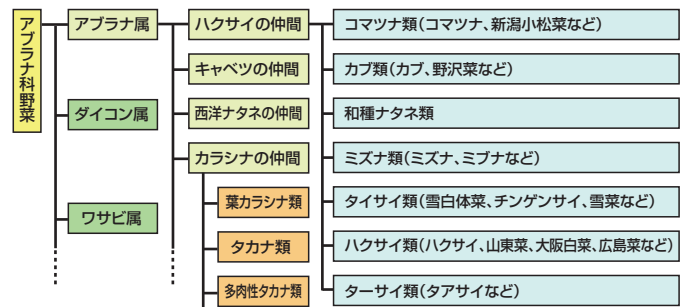 アブラナ科野菜
アブラナ属
ダイコン属
ワサビ属
ハクサイの仲間
キャベツの仲間
西洋ナタネの仲間
カラシナの仲間
葉カラシナ類
タカナ類
多肉性タカナ類
コマツナ類(コマツナ、新潟小松菜など)
カブ類(カブ、野沢菜など)
和種ナタネ類
ミズナ類(ミズナ、ミブナなど)
タイサイ類(雪白体菜、チンゲンサイ、雪菜など)
ハクサイ類(ハクサイ、山東菜、大阪白菜、広島菜など)
ターサイ類(タアサイなど)